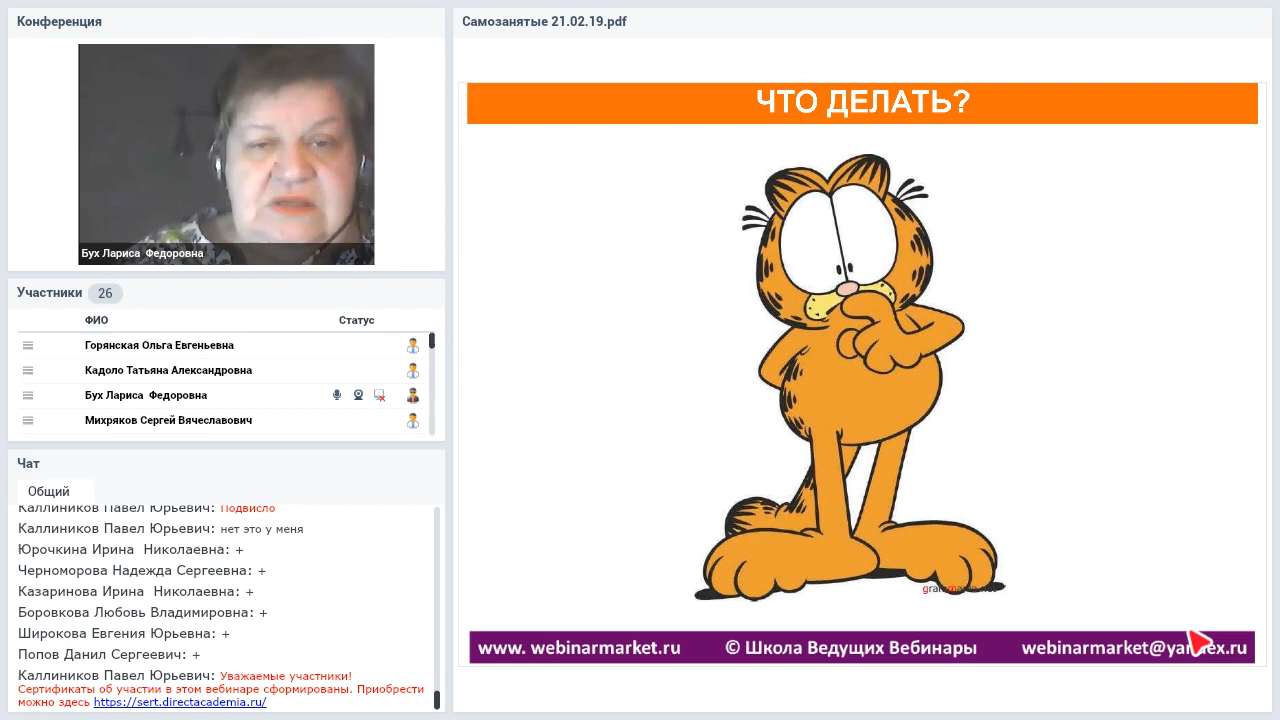 Конференция
Бух Лариса Федоровна
Участники 26
ФИО Статус
Горянская Ольга Евгеньевна
Кадоло Татьяна Александровна
Бух Лариса Федоровна
Михряков Сергей Вячеславович
Чат
Общий
Каллиников Павел Юрьевич: Подвисло
Каллиников Павел Юрьевич: нет это у меня
Юрочкина Ирина Николаевна: +
Черноморова Надежда Сергеевна: +
Казаринова Ирина Николаевна: +
Боровкова Любовь Владимировна: +
Широкова Евгения Юрьевна: +
Попов Данил Сергеевич: +
Каллиников Павел Юрьевич: Уважаемые участники!
Сертификаты об участии в этом вебинаре сформированы. Приобрести
можно здесь https://sert.directacademia.ru/
Самозанятые 21.02.19.pdf
ЧТО ДЕЛАТЬ?
www. webinarmarket.ru © Школа Ведущих Вебинары webinarmarket@yandex.ru